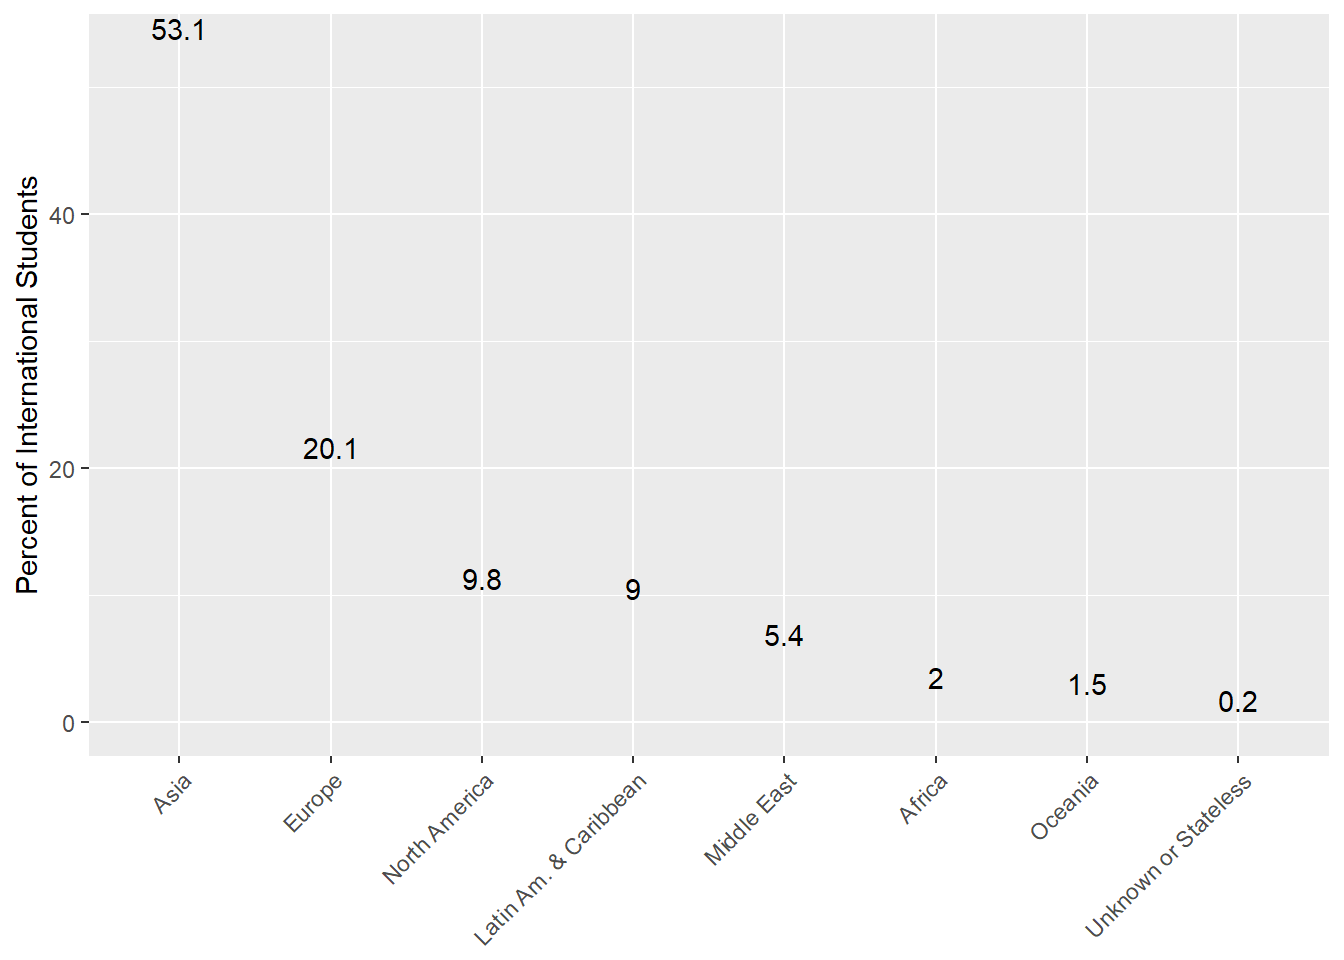 53.1
40
Percent of International Students
20.1
20
9.8
9
5.4
2
1.5
0.2
0
Asia
Europe
North America
Latin Am. & Caribbean
Middle East
Africa
Oceania
Unknown or Stateless